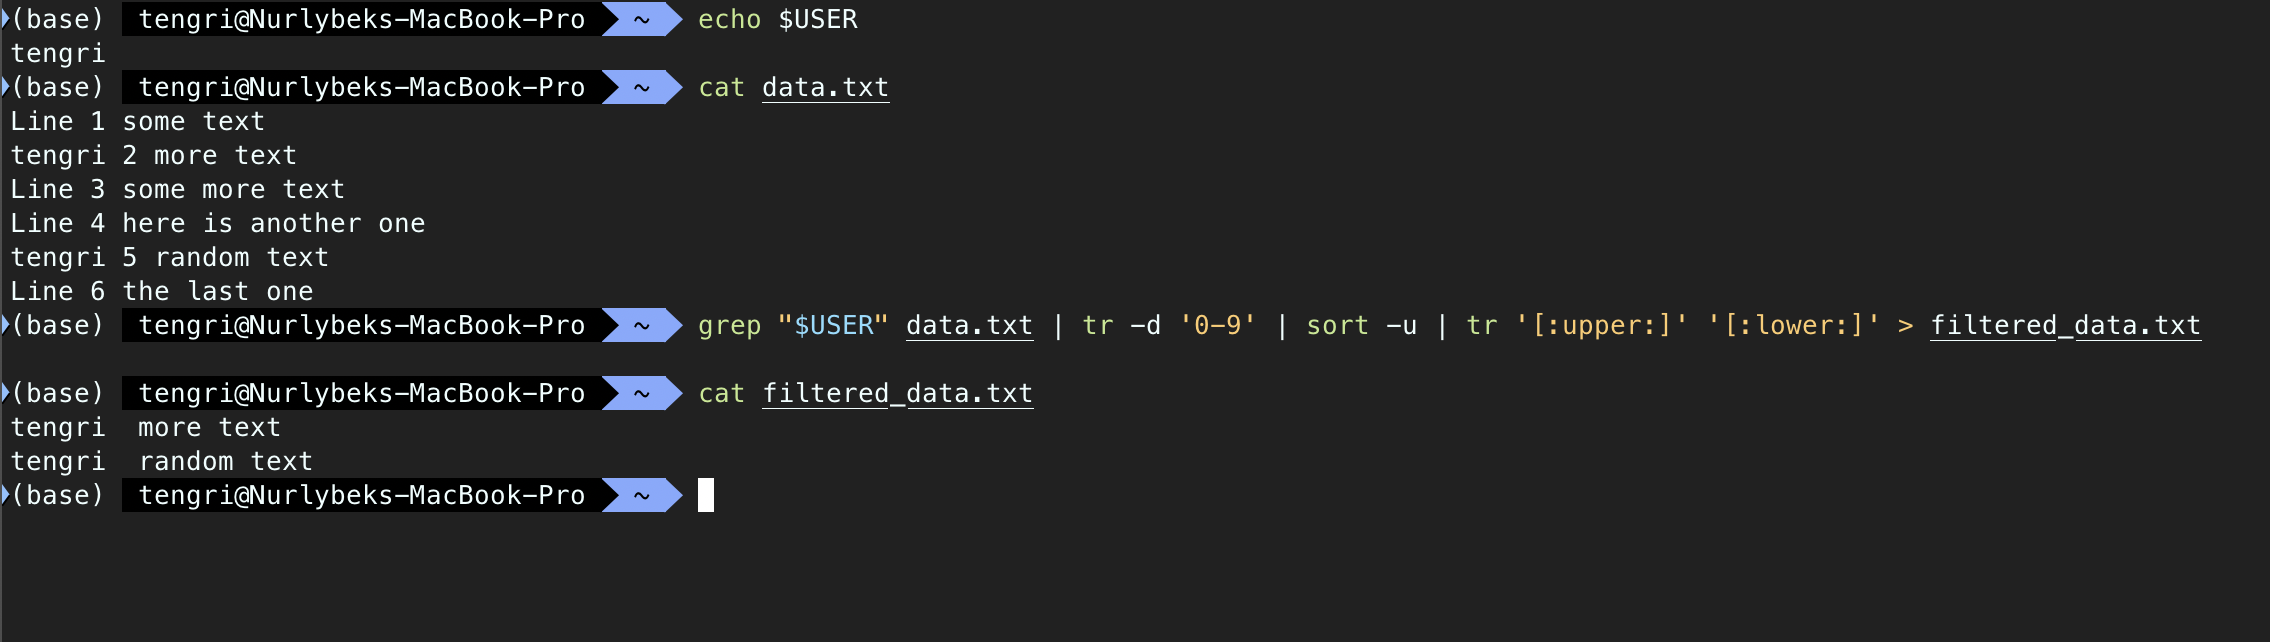 (base) tengri@Nurlybeks-MacBook-Pro ~ echo $USER
tengri
(base) tengri@Nurlybeks-MacBook-Pro ~ cat data.txt
Line 1 some text
tengri 2 more text
Line 3 some more text
Line 4 here is another one
tengri 5 random text
Line 6 the last one
(base) tengri@Nurlybeks-MacBook-Pro ~ grep "$USER" data.txt | tr -d '0-9' | sort -u | tr '[:upper:]' '[:lower:]' > filtered_data.txt
(base) tengri@Nurlybeks-MacBook-Pro ~ cat filtered_data.txt
tengri  more text
tengri  random text
(base) tengri@Nurlybeks-MacBook-Pro ~